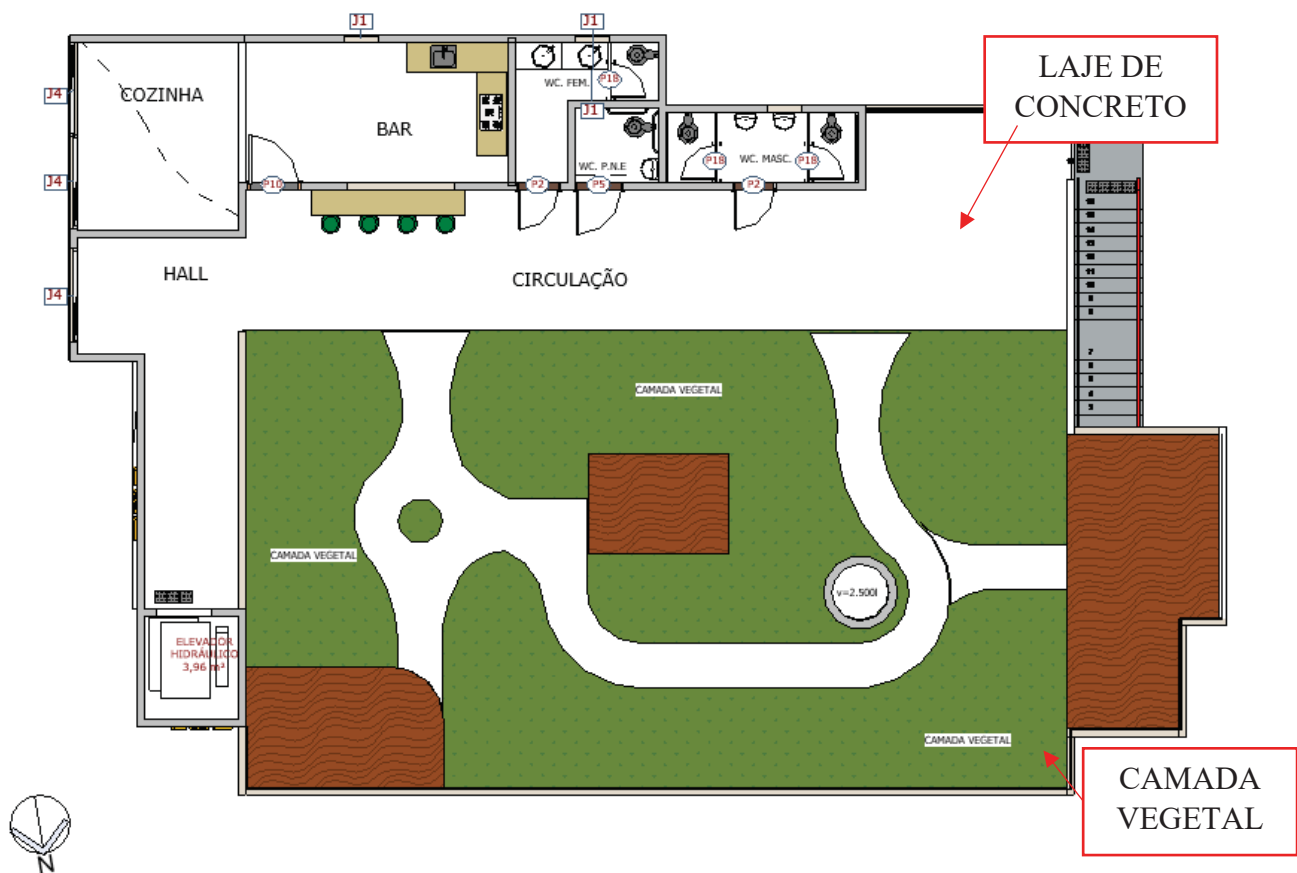 J1
J1
LAJE DE
CONCRETO
J4
COZINHA
BAR
WC. FEM.
P18
J1
WC. P.N.E
P18
WC. MASC.
P18
J4
P10
P2
P5
P2
HALL
CIRCULAÇÃO
J4
CAMADA VEGETAL
CAMADA VEGETAL
v=2.500l
ELEVADOR
HIDRÁULICO
3,96 m²
CAMADA VEGETAL
CAMADA
VEGETAL
N